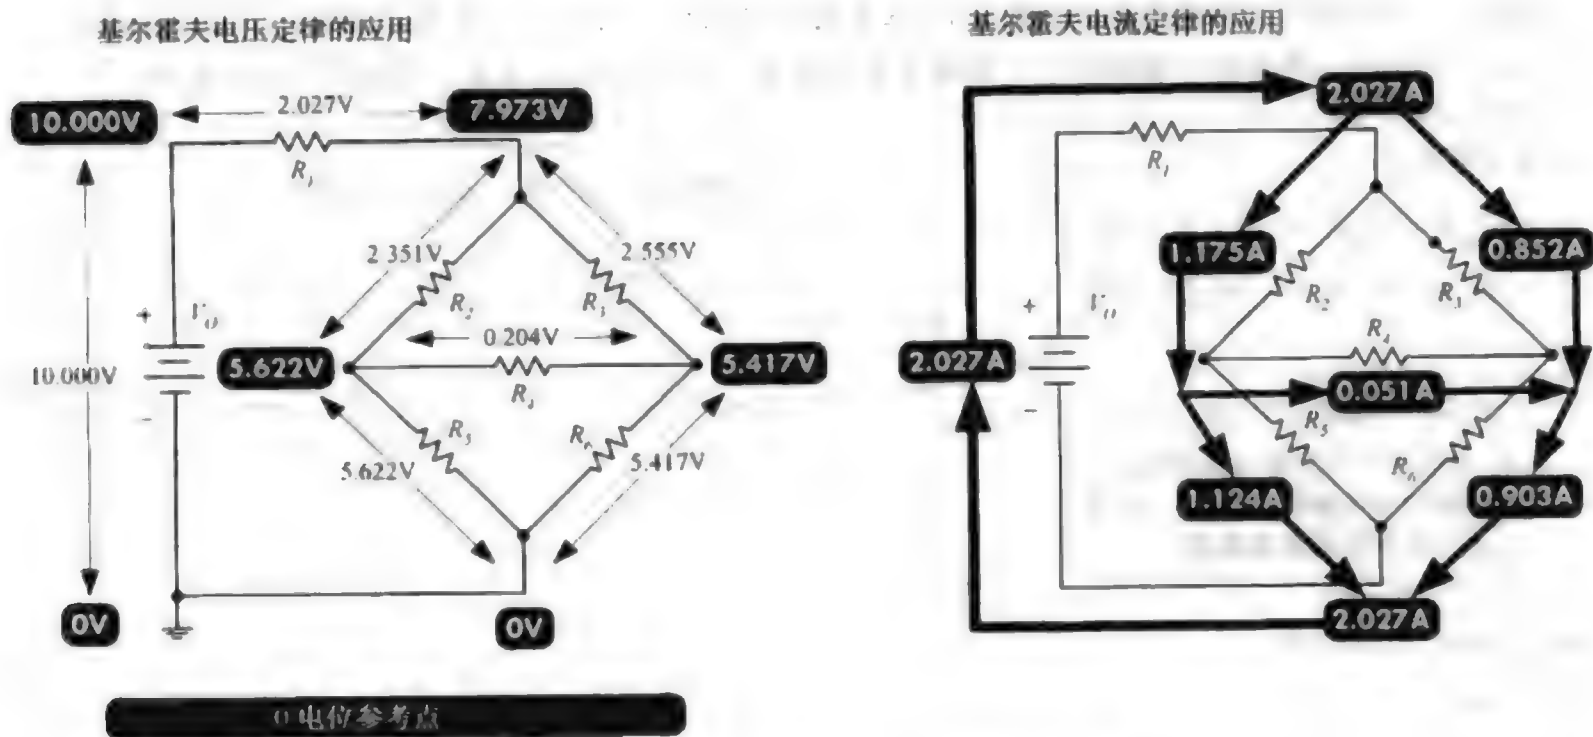 基尔霍夫电压定律的应用
10.000V
2.027V
7.973V
R1
2.351V
2.555V
R2
R3
+
V0
10.000V
0.204V
5.622V
5.417V
−
R5
R6
5.622V
5.417V
0V
0V
0电位参考点
基尔霍夫电流定律的应用
2.027A
R1
1.175A
0.852A
R2
+
V0
R4
2.027A
0.051A
−
R5
R6
1.124A
0.903A
2.027A